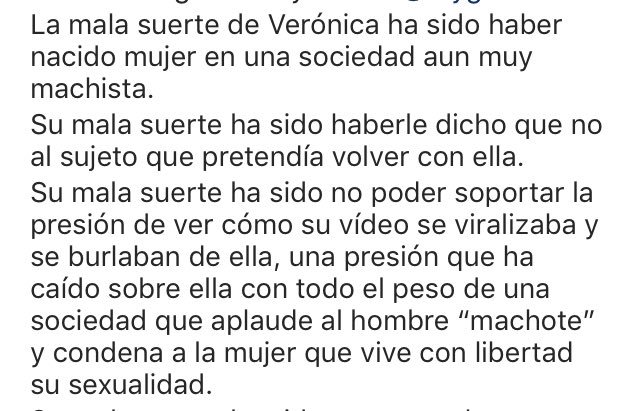 La mala suerte de Verónica ha sido haber
nacido mujer en una sociedad aun muy
machista.
Su mala suerte ha sido haberle dicho que no
al sujeto que pretendía volver con ella.
Su mala suerte ha sido no poder soportar la
presión de ver cómo su vídeo se viralizaba y
se burlaban de ella, una presión que ha
caído sobre ella con todo el peso de una
sociedad que aplaude al hombre “machote”
y condena a la mujer que vive con libertad
su sexualidad.